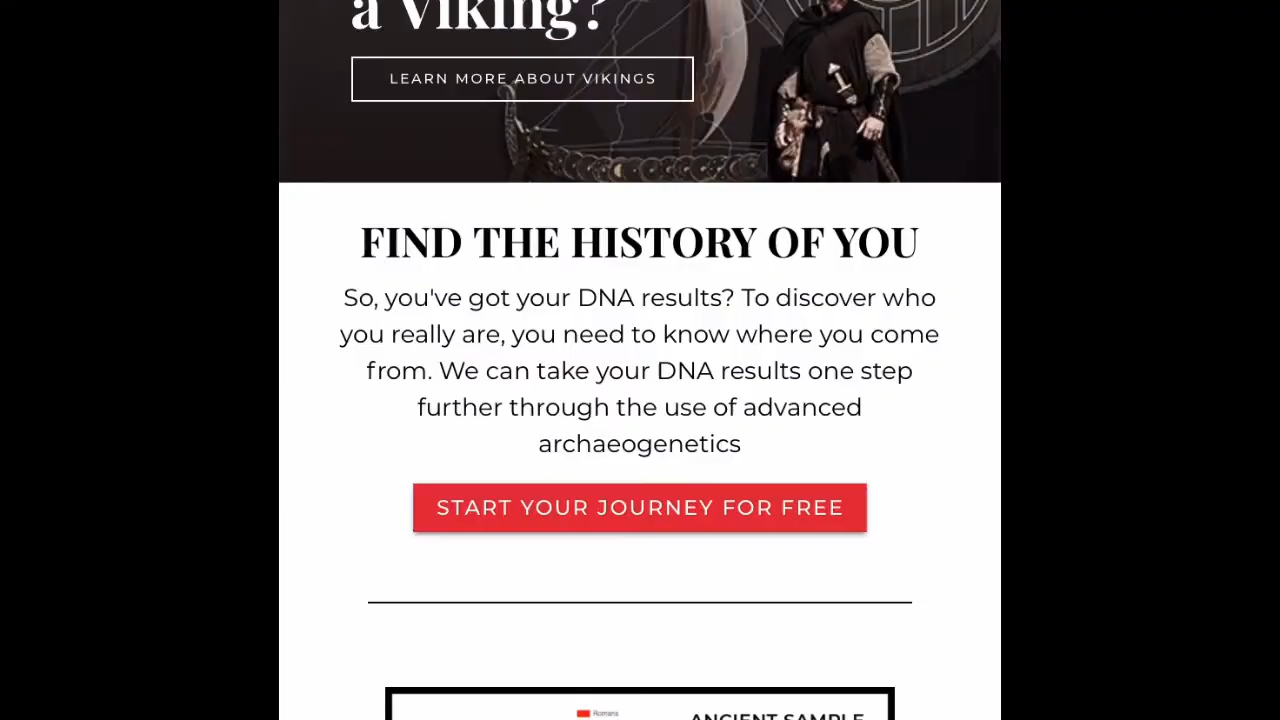 a Viking?
LEARN MORE ABOUT VIKINGS
FIND THE HISTORY OF YOU
So, you've got your DNA results? To discover who
you really are, you need to know where you come
from. We can take your DNA results one step
further through the use of advanced
archaeogenetics
START YOUR JOURNEY FOR FREE
Romans
ANCIENT SAMPLE